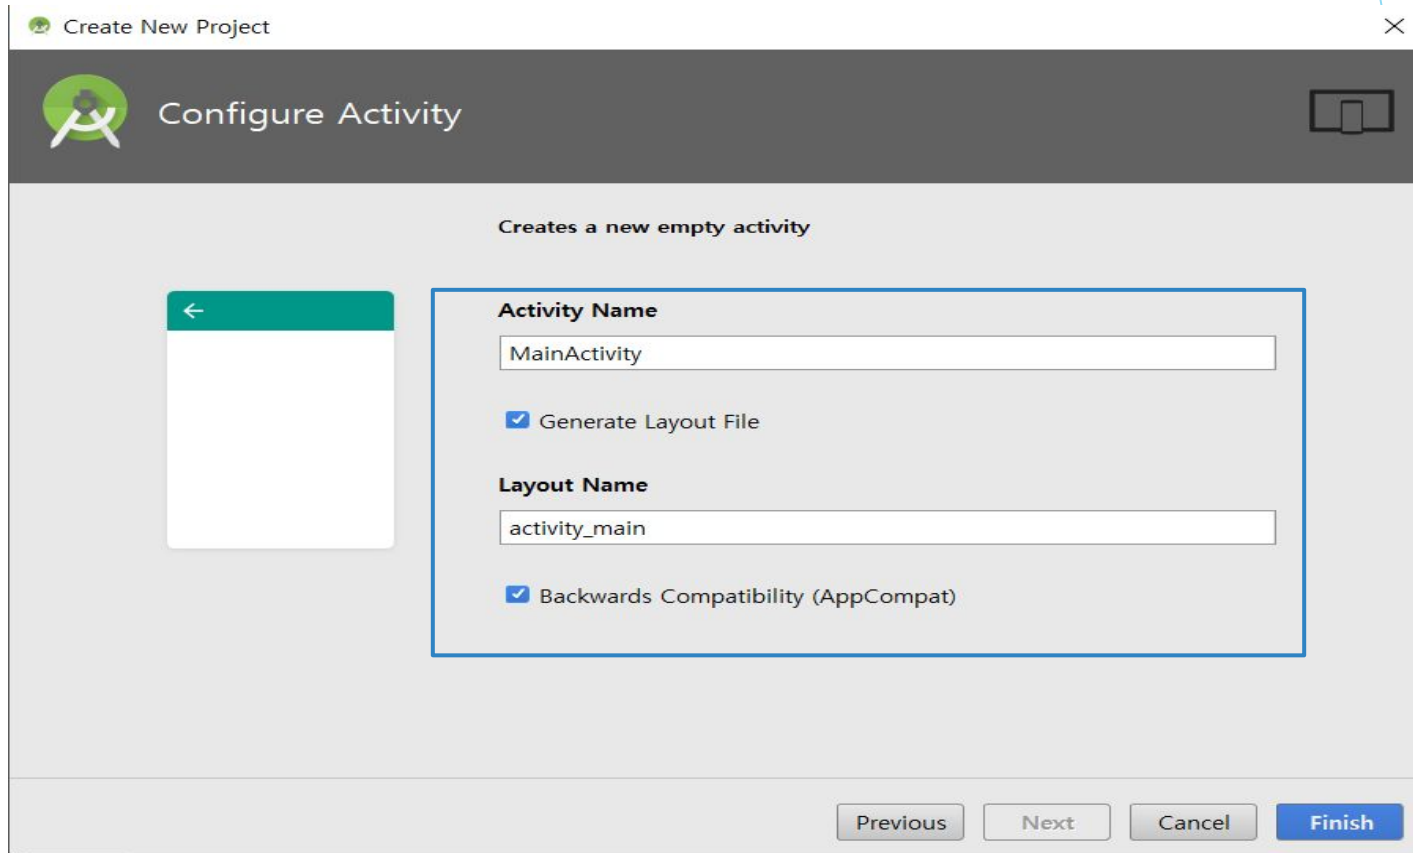 Create New Project
Configure Activity
Creates a new empty activity
Activity Name
MainActivity
Generate Layout File
Layout Name
activity_main
Backwards Compatibility (AppCompat)
Previous Next Cancel Finish